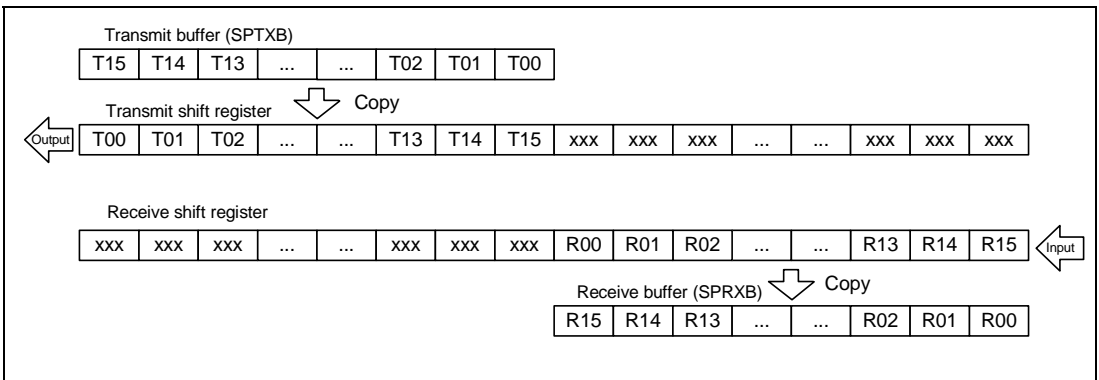 Transmit buffer (SPTXB)
T15 T14 T13 ... ... T02 T01 T00
Copy
Transmit shift register
Output T00 T01 T02 ... ... T13 T14 T15 xxx xxx xxx ... ... xxx xxx xxx
Receive shift register
xxx xxx xxx ... ... xxx xxx xxx R00 R01 R02 ... ... R13 R14 R15 Input
Copy
Receive buffer (SPRXB)
R15 R14 R13 ... ... R02 R01 R00